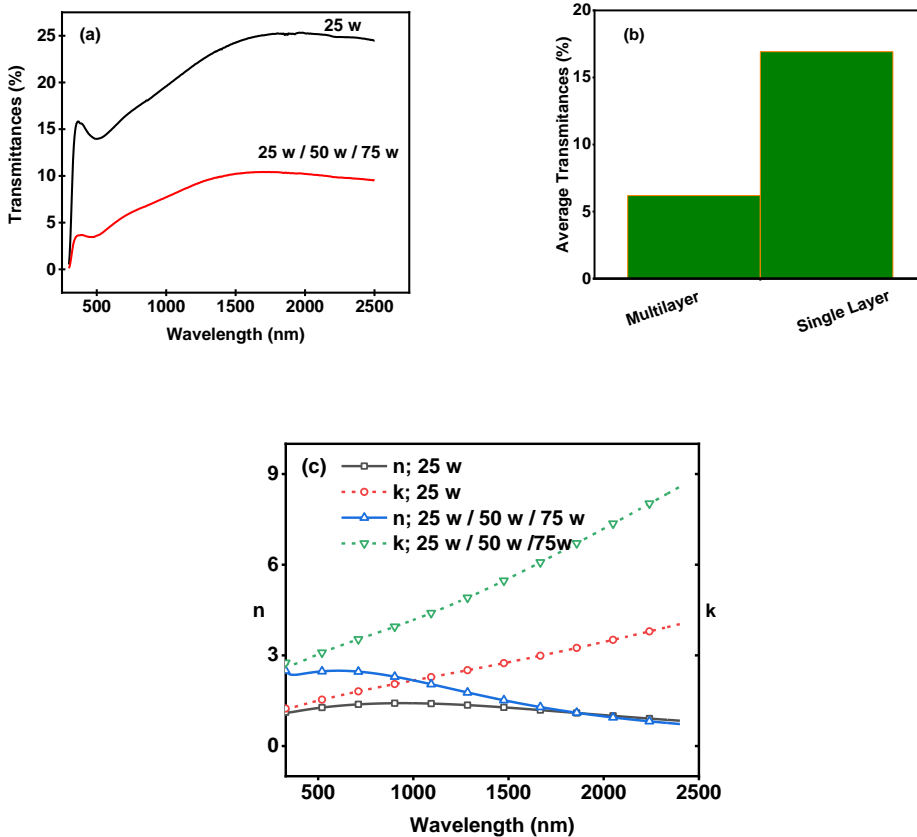 (a)
25 w
25 w / 50 w / 75 w
Transmittances (%)
25
20
15
10
5
0
500
1000
1500
2000
2500
Wavelength (nm)
(b)
Average Transmitances (%)
20
15
10
5
0
Multilayer
Single Layer
(c)
n; 25 w
k; 25 w
n; 25 w / 50 w / 75 w
k; 25 w / 50 w /75w
n
k
9
6
3
0
500
1000
1500
2000
2500
Wavelength (nm)